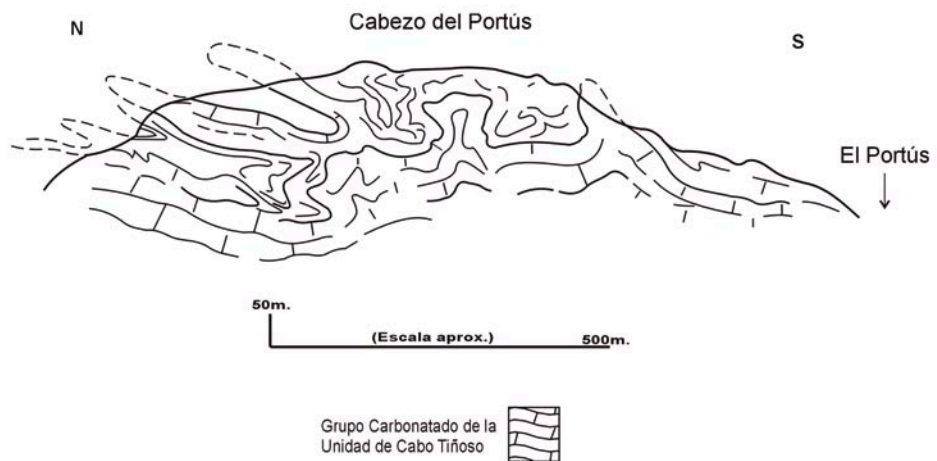 Cabezo del Portús
N
S
El Portús
50m.
(Escala aprox.)
500m.
Grupo Carbonatado de la
Unidad de Cabo Tiñoso